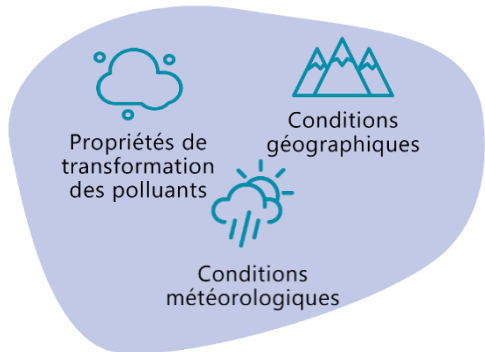 Propriétés de
transformation
des polluants
Conditions
géographiques
Conditions
météorologiques